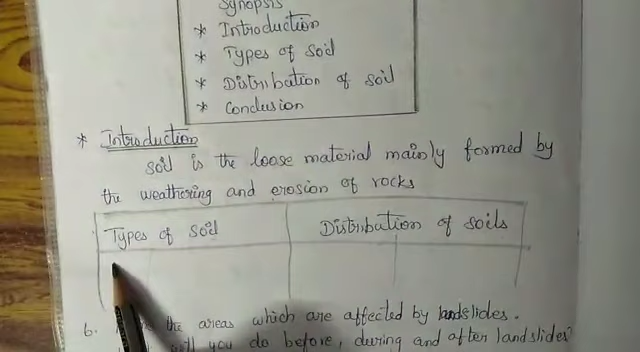 Synopsis
* Introduction
* Types of soil
* Distribution of soil
* Conclusion
* Introduction
soil is the loose material mainly formed by
the weathering and erosion of rocks
Types of soil Distribution of soils
6. the areas which are affected by landslides.
will you do before, during and after landslides?